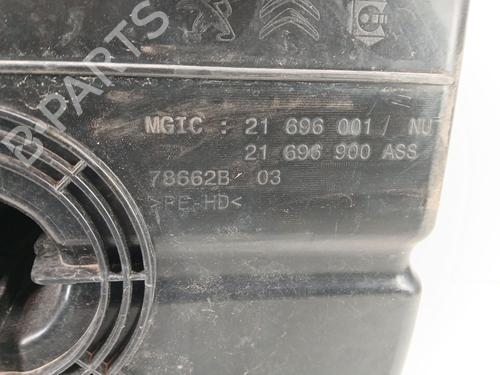 B-PARTS
MGIC : 21 696 001 / NU
21 696 900 ASS
78662B 03
>PE-HD<